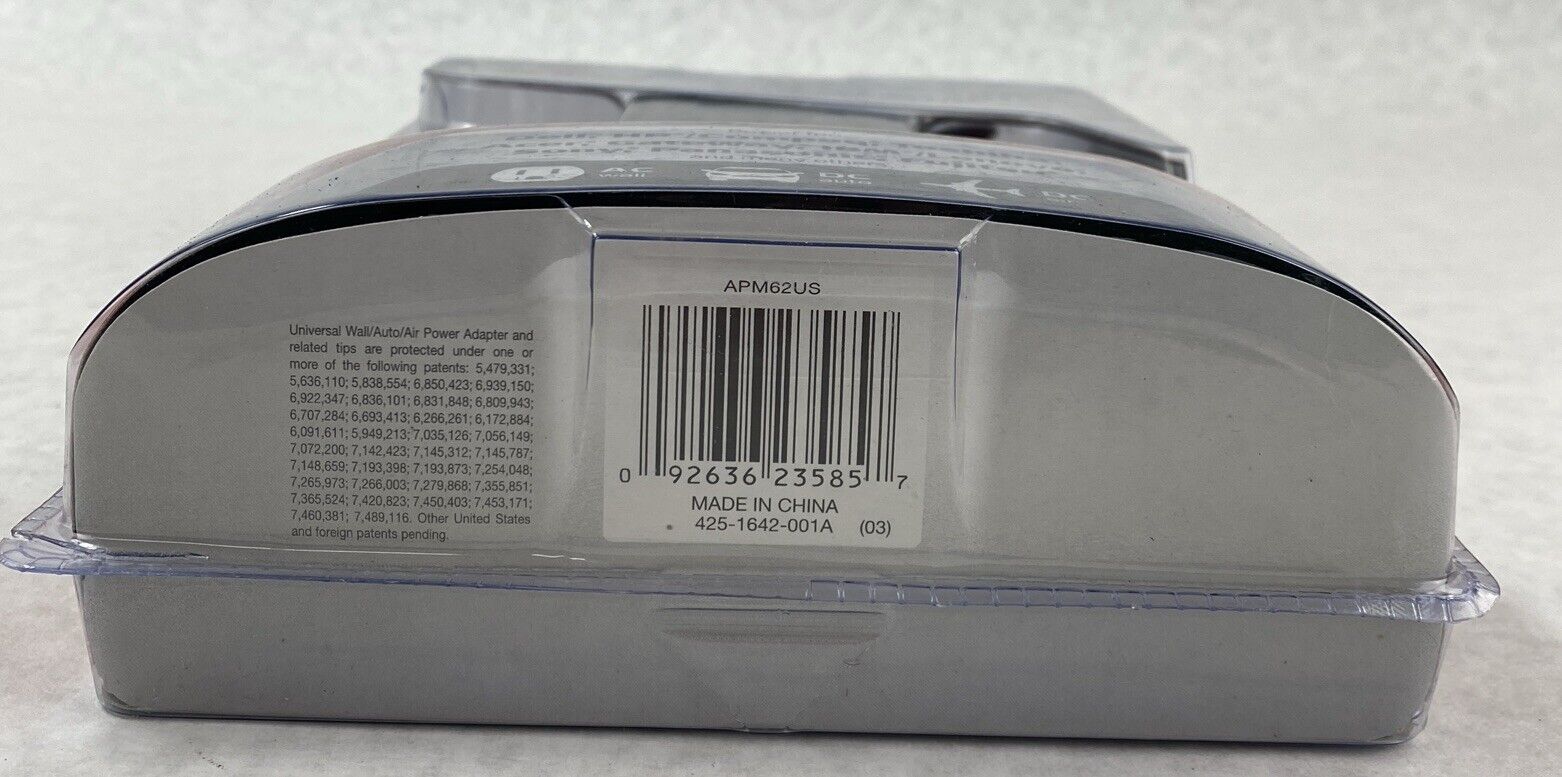 and many others
AC
wall
DC
auto
DC
APM62US
Universal Wall/Auto/Air Power Adapter and
related tips are protected under one or
more of the following patents: 5,479,331;
5,636,110; 5,838,554; 6,850,423; 6,939,150;
6,922,347; 6,836,101; 6,831,848; 6,809,943;
6,707,284; 6,693,413; 6,266,261; 6,172,884;
6,091,611; 5,949,213; 7,035,126; 7,056,149;
7,072,200; 7,142,423; 7,145,312; 7,145,787;
7,148,659; 7,193,398; 7,193,873; 7,254,048;
7,265,973; 7,266,003; 7,279,868; 7,355,851;
7,365,524; 7,420,823; 7,450,403; 7,453,171;
7,460,381; 7,489,116. Other United States
and foreign patents pending.
0 92636 23585 7
MADE IN CHINA
425-1642-001A (03)